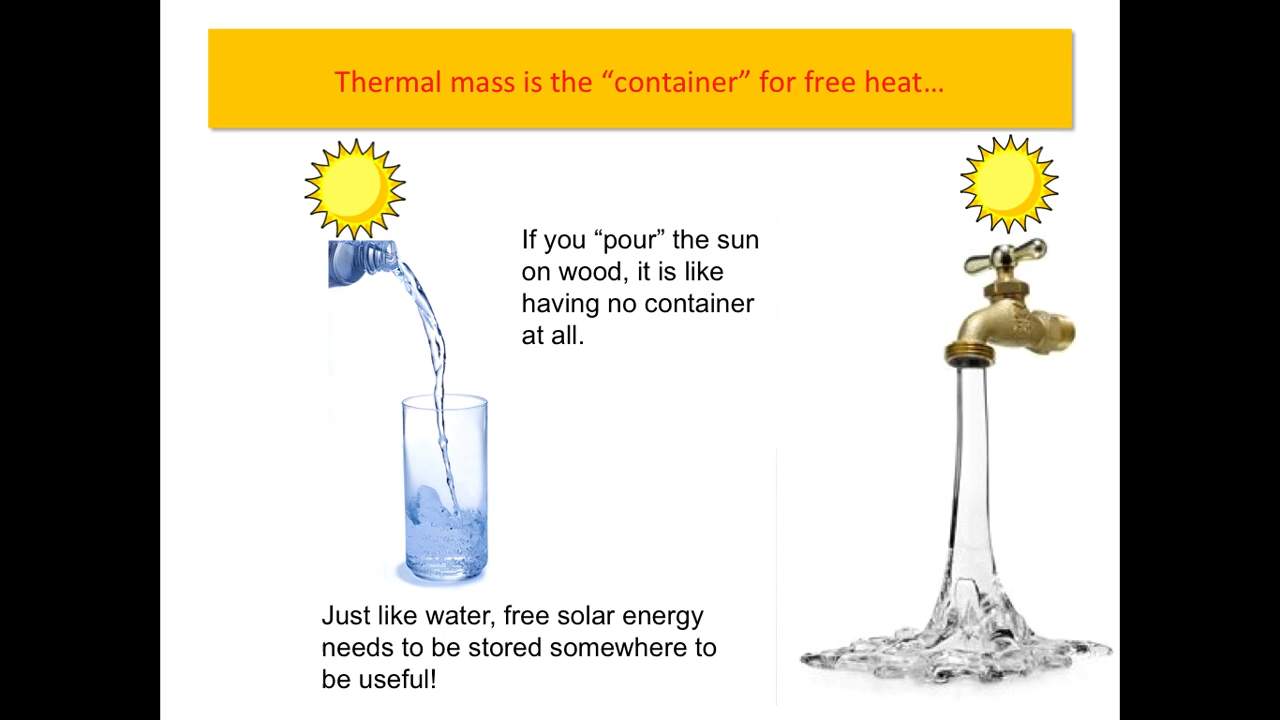 Thermal mass is the “container” for free heat…
If you “pour” the sun
on wood, it is like
having no container
at all.
Just like water, free solar energy
needs to be stored somewhere to
be useful!